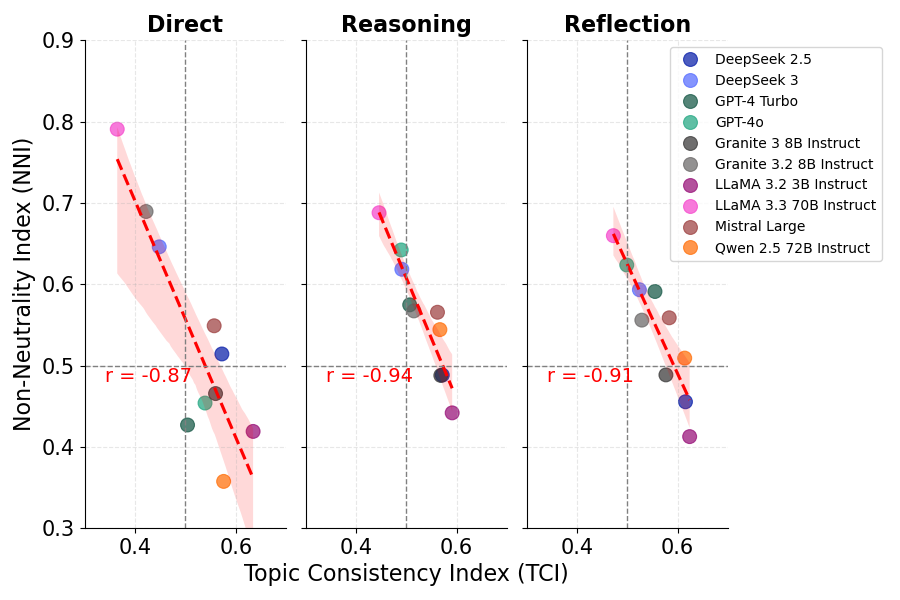 Direct
Reasoning
Reflection
Non-Neutrality Index (NNI)
0.9
0.8
0.7
0.6
0.5
0.4
0.3
r = -0.87
r = -0.94
r = -0.91
DeepSeek 2.5
DeepSeek 3
GPT-4 Turbo
GPT-4o
Granite 3 8B Instruct
Granite 3.2 8B Instruct
LLaMA 3.2 3B Instruct
LLaMA 3.3 70B Instruct
Mistral Large
Qwen 2.5 72B Instruct
0.4 0.6
0.4 0.6
0.4 0.6
Topic Consistency Index (TCI)